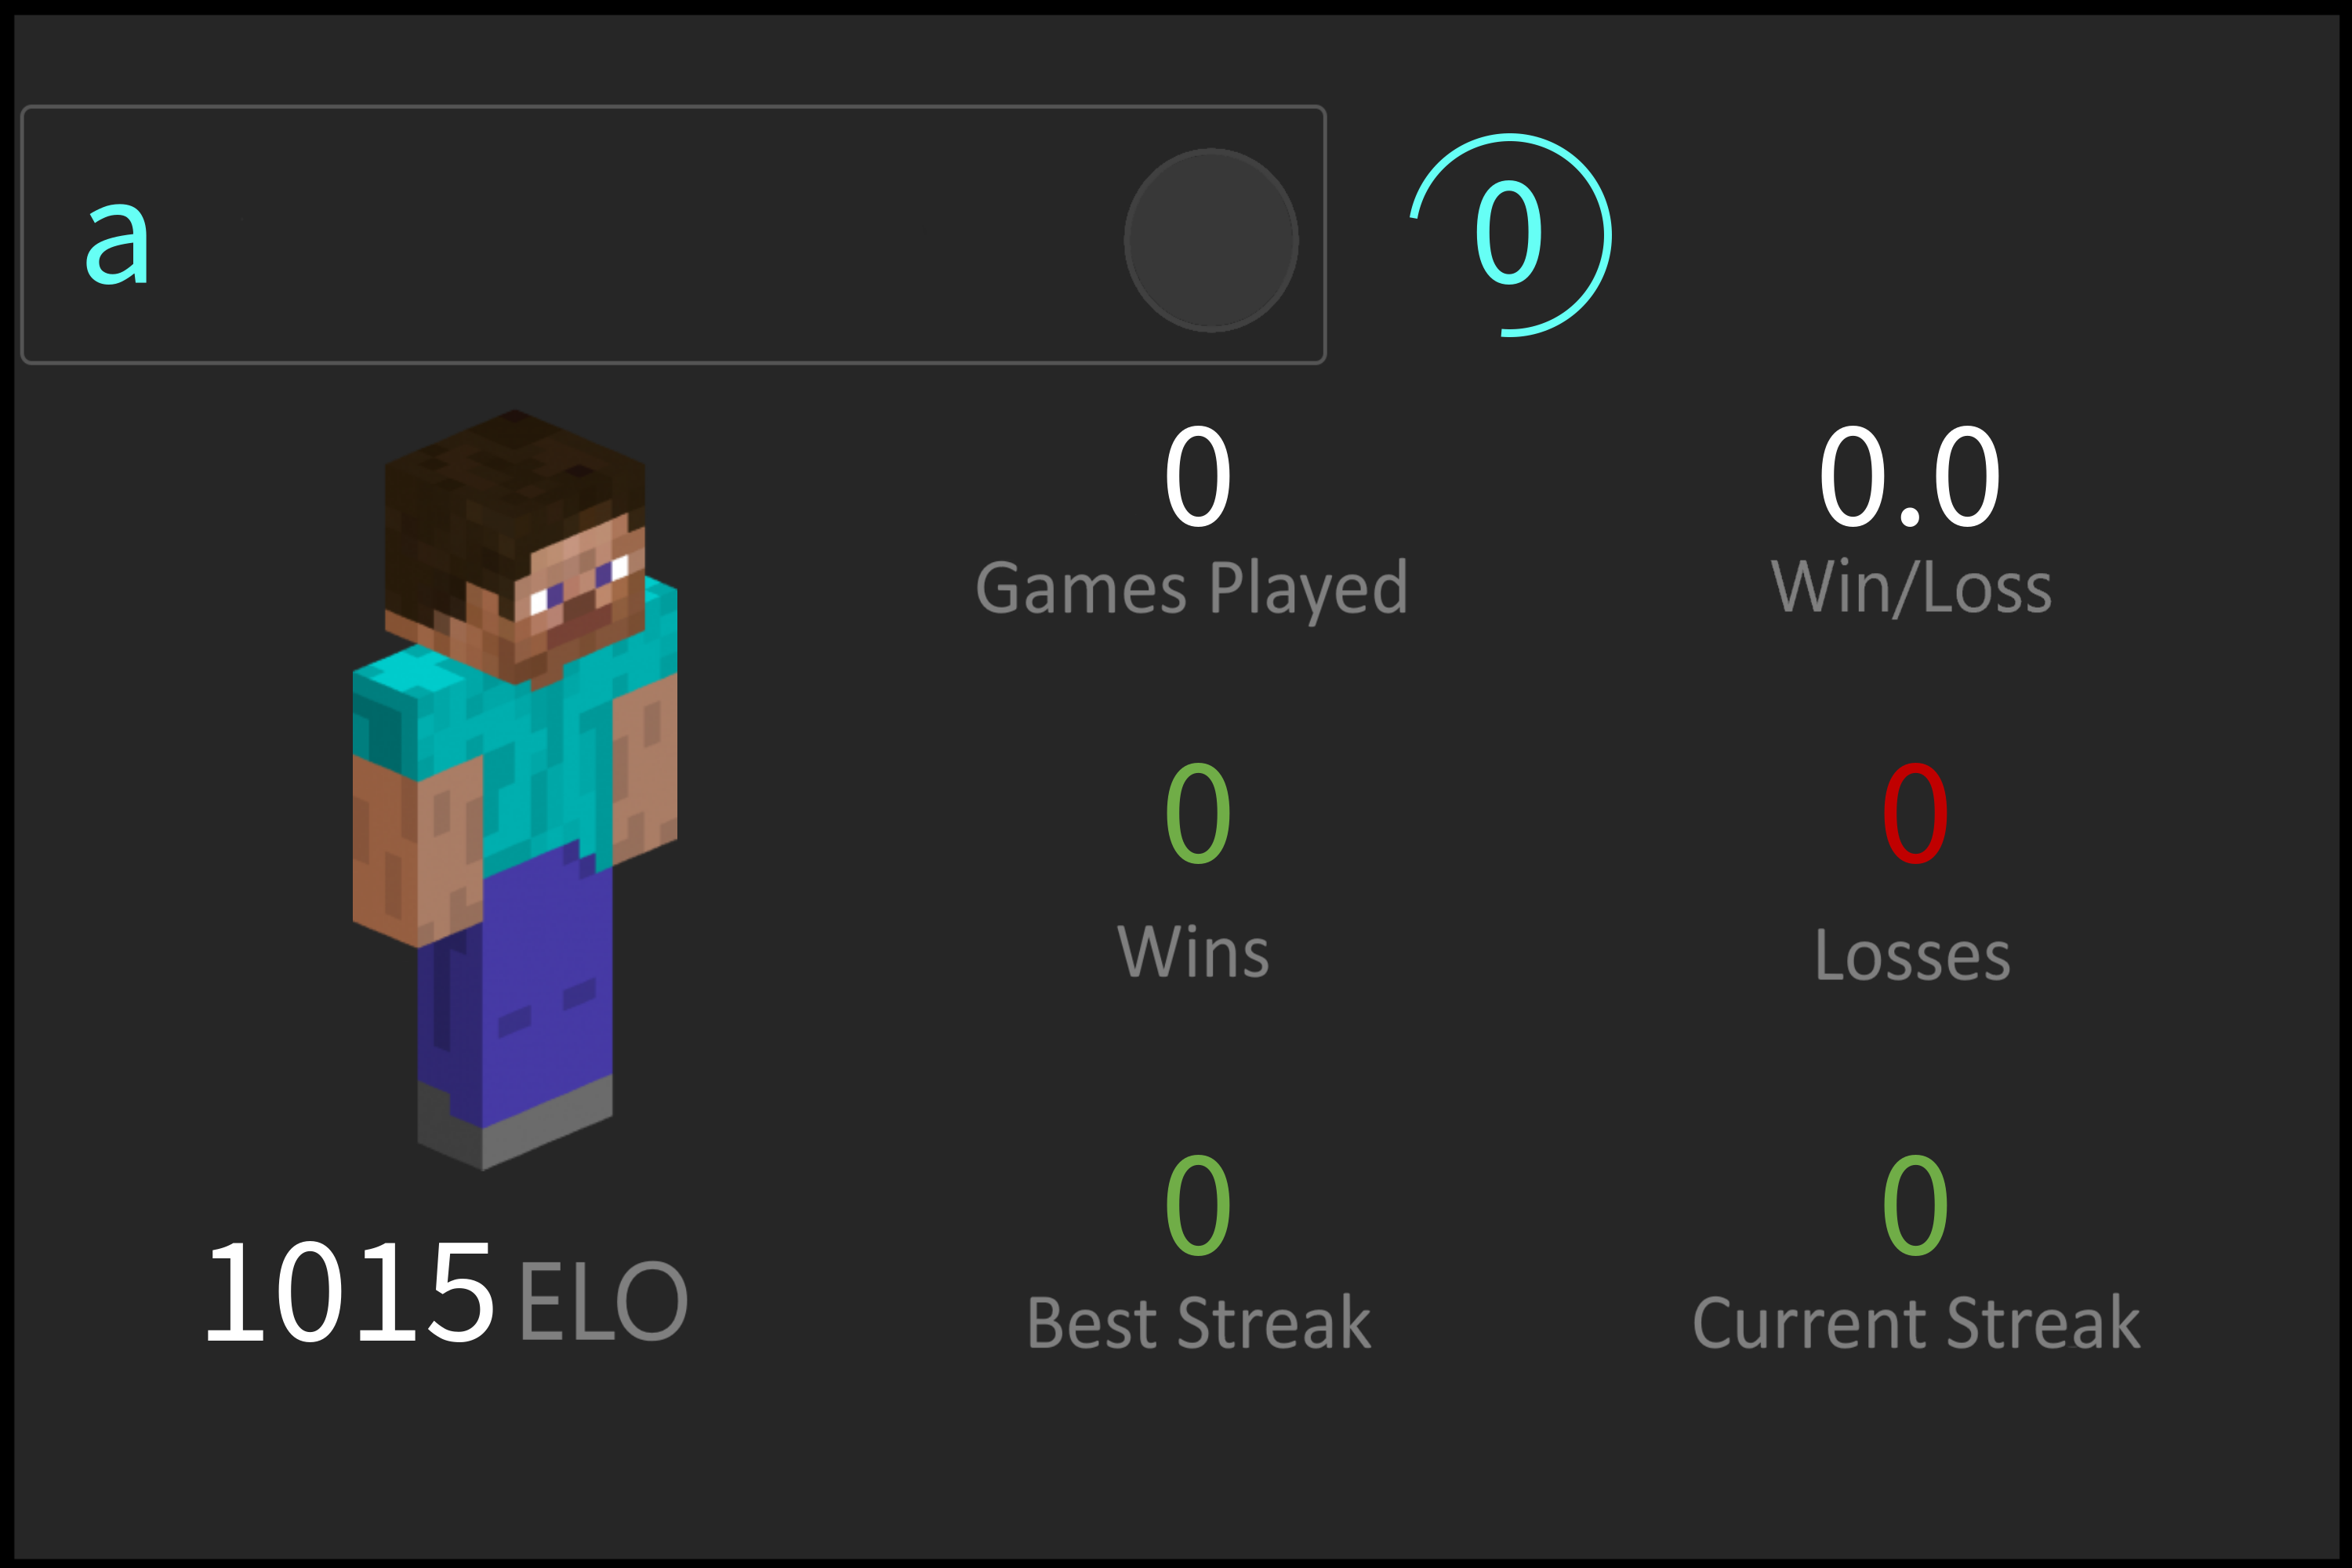 a
0
0
0.0
Games Played
Win/Loss
0
0
Wins
Losses
0
0
1015 ELO
Best Streak
Current Streak